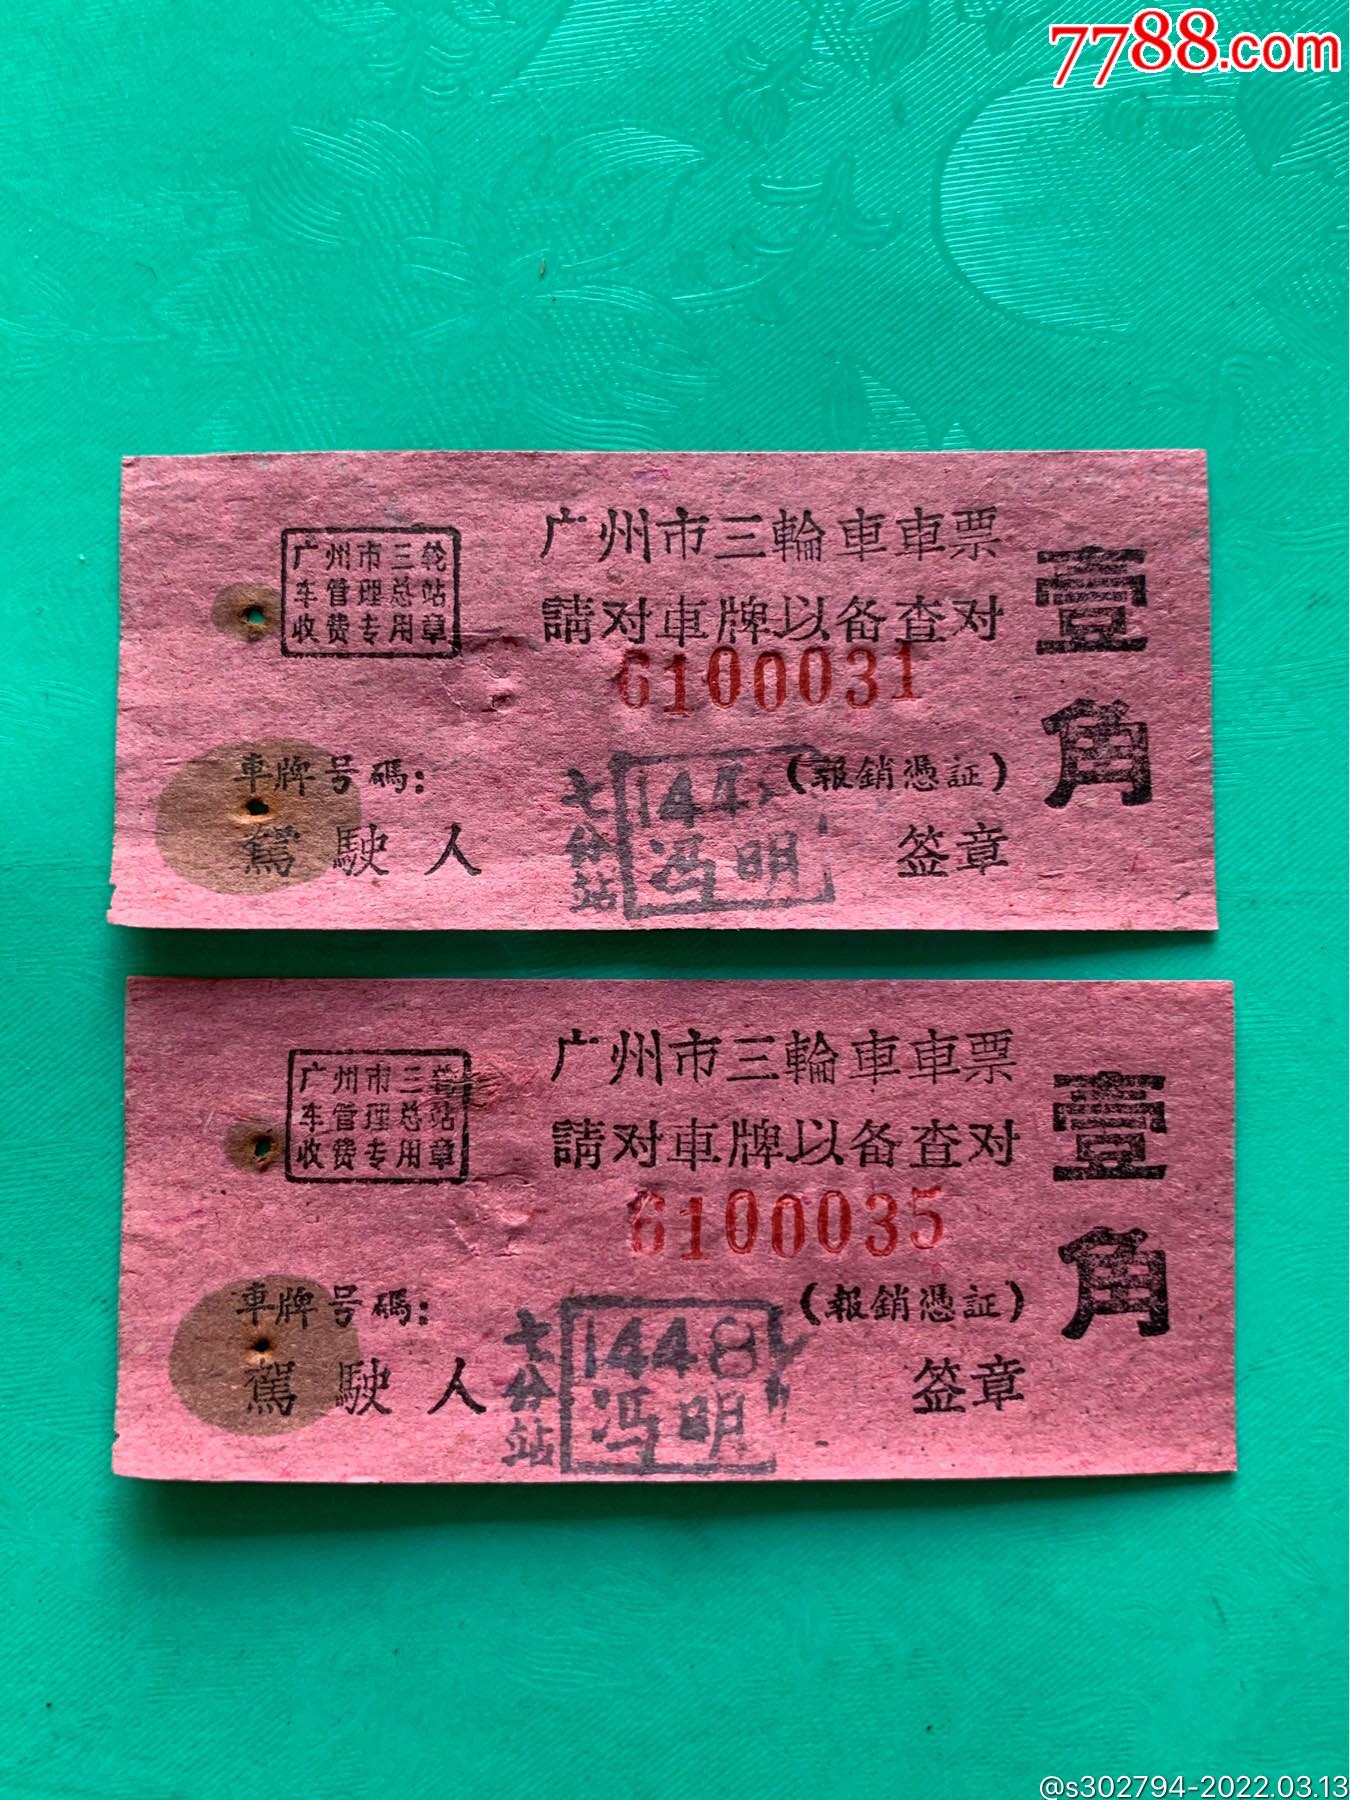 7788.com
广州市三輪車車票
請对車牌以备查对
6100031
壹角
广州市三轮
车管理总站
收费专用章
車牌号碼:
(報銷憑証)
駕駛人
签章
七分站
144
冯明
广州市三輪車車票
請对車牌以备查对
6100035
壹角
广州市三轮
车管理总站
收费专用章
車牌号碼:
(報銷憑証)
駕駛人
签章
七分站
1448
冯明
@s302794-2022.03.13